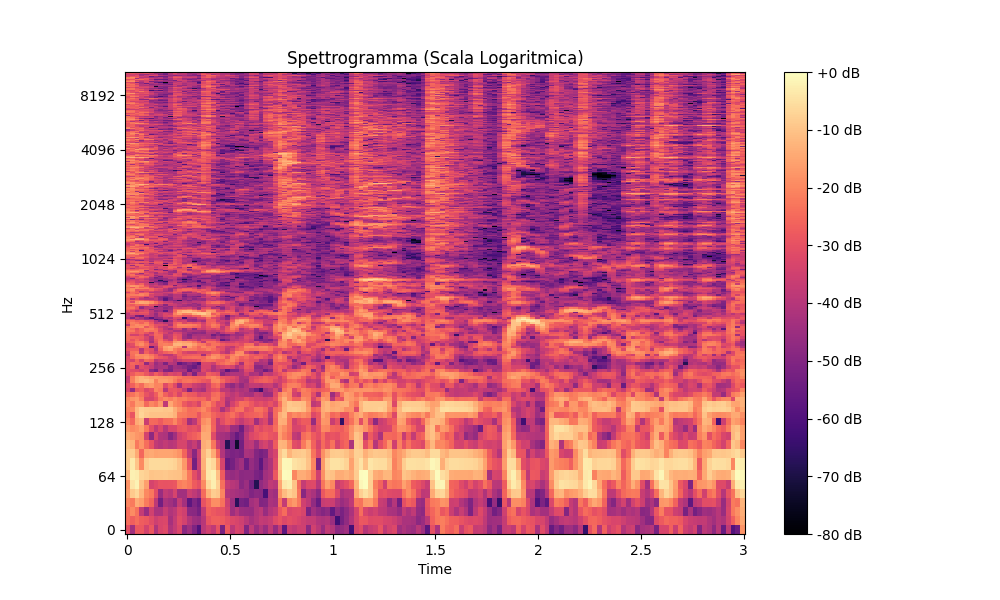 Spettrogramma (Scala Logaritmica)
Hz
8192
4096
2048
1024
512
256
128
64
0
0
0.5
1
1.5
2
2.5
3
Time
+0 dB
-10 dB
-20 dB
-30 dB
-40 dB
-50 dB
-60 dB
-70 dB
-80 dB